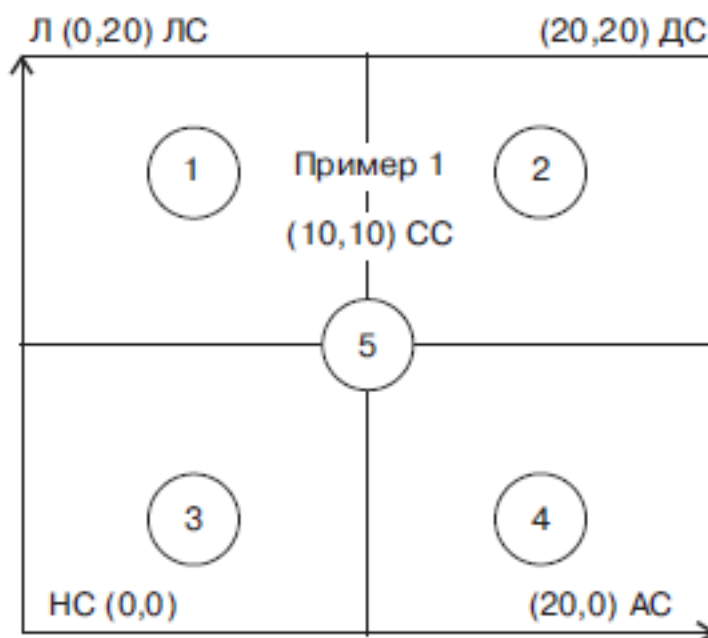 Л (0,20) ЛС (20,20) ДС
1 Пример 1 2
(10,10) СС
5
3 4
НС (0,0) (20,0) АС